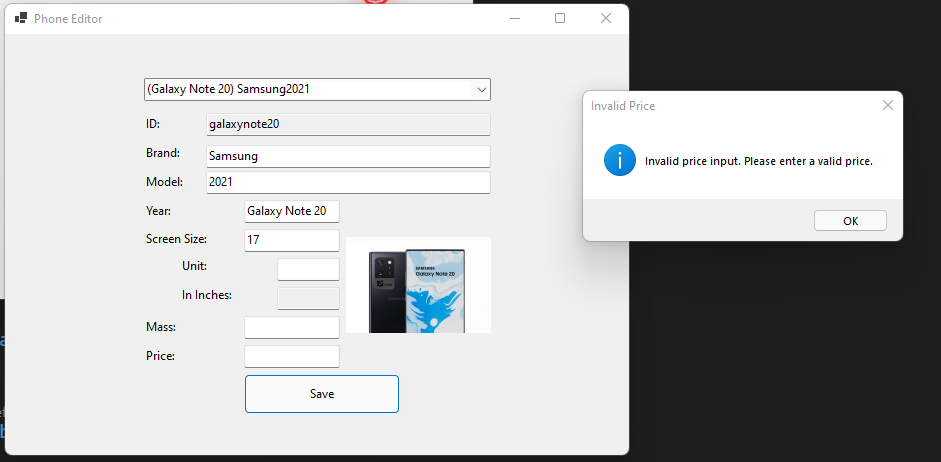 Phone Editor
(Galaxy Note 20) Samsung2021
ID: galaxynote20
Brand: Samsung
Model: 2021
Year: Galaxy Note 20
Screen Size: 17
Unit:
In Inches:
Mass:
Price:
Save
SAMSUNG
Galaxy Note 20
Invalid Price
Invalid price input. Please enter a valid price.
OK